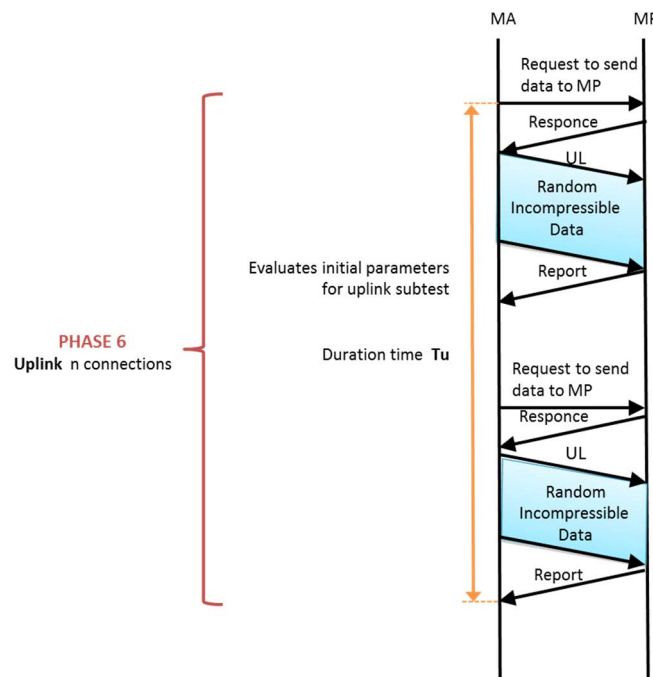 MA
Request to send
data to MP
Responce
UL
Random
Incompressible
Data
Evaluates initial parameters
for uplink subtest
Report
PHASE 6
Uplink n connections
Duration time Tu
Request to send
data to MP
Responce
UL
Random
Incompressible
Data
Report